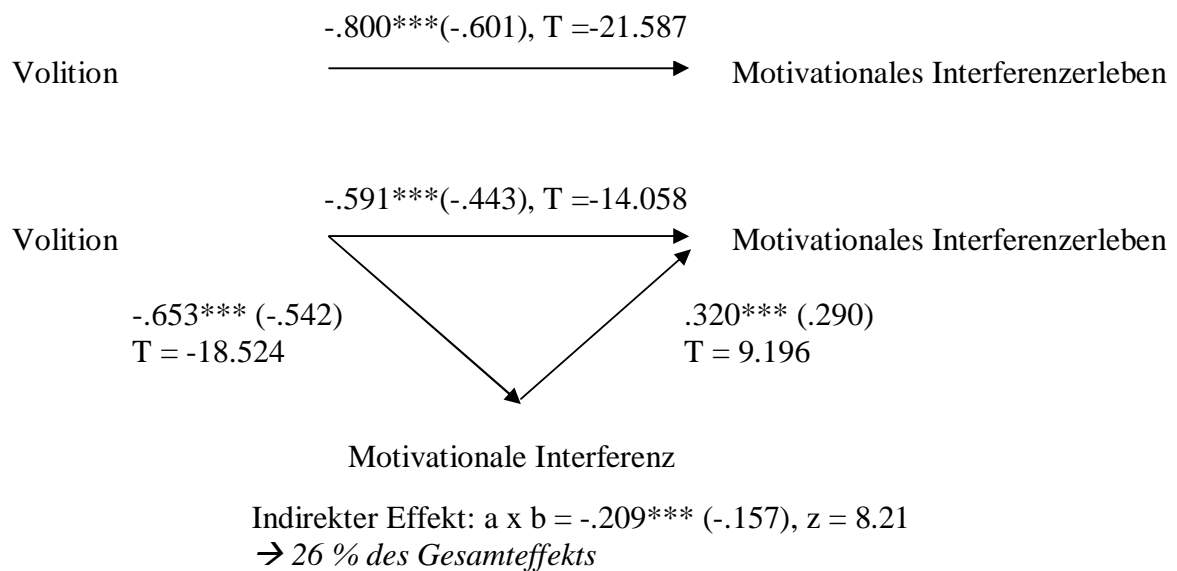 -.800***(-.601), T =-21.587
Volition Motivationales Interferenzerleben
-.591***(-.443), T =-14.058
Volition Motivationales Interferenzerleben
-.653*** (-.542) .320*** (.290)
T = -18.524 T = 9.196
Motivationale Interferenz
Indirekter Effekt: a x b = -.209*** (-.157), z = 8.21
→ 26 % des Gesamteffekts